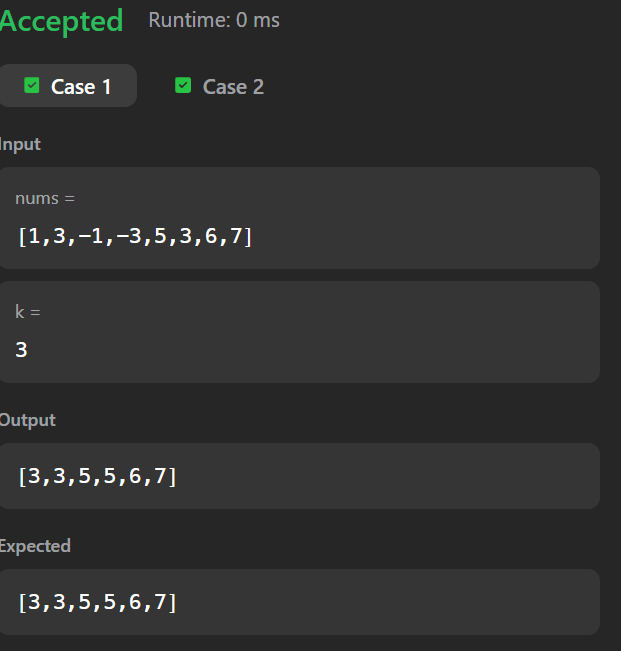 Accepted Runtime: 0 ms
Case 1 Case 2
Input
nums =
[1,3,-1,-3,5,3,6,7]
k =
3
Output
[3,3,5,5,6,7]
Expected
[3,3,5,5,6,7]